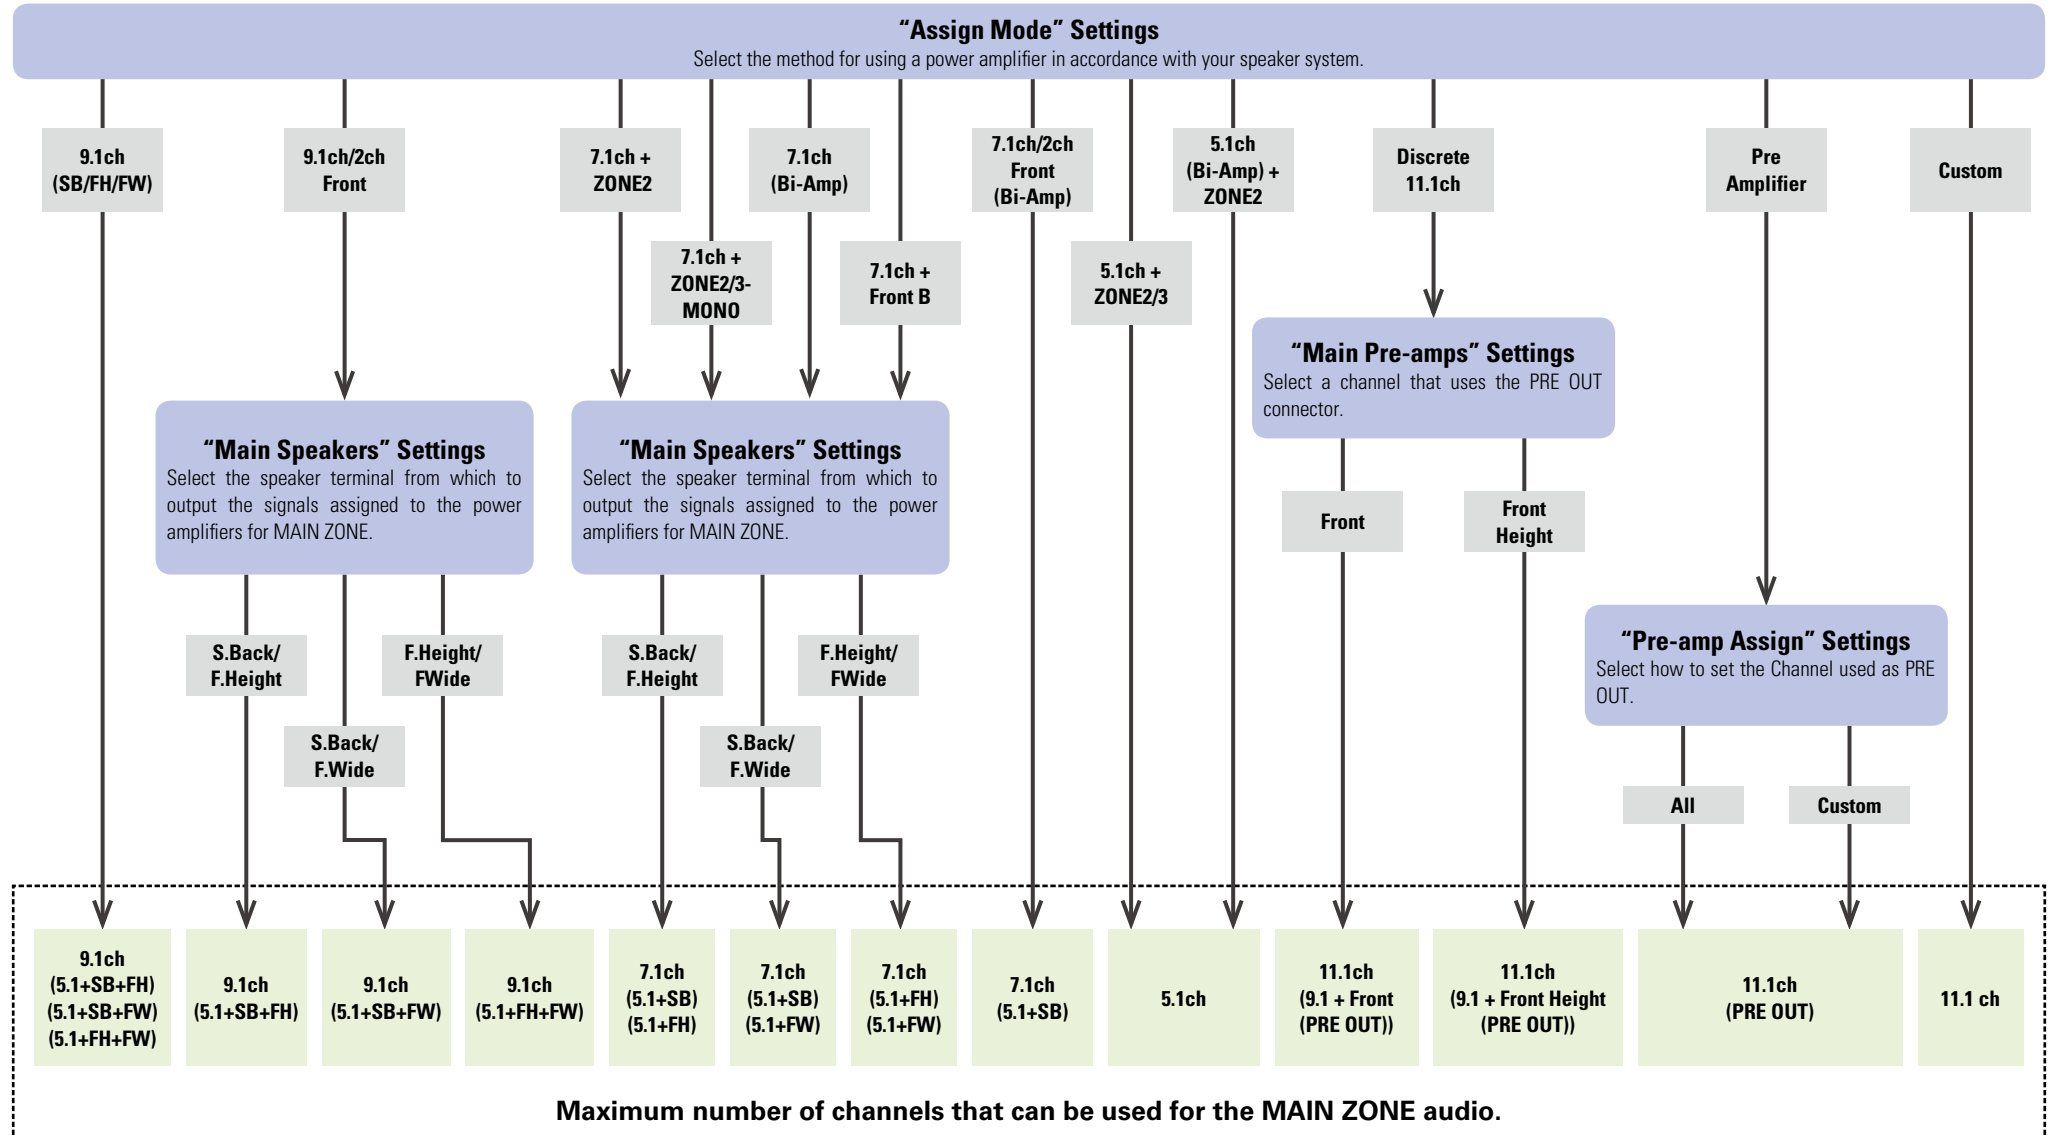 “Assign Mode” Settings
Select the method for using a power amplifier in accordance with your speaker system.
9.1ch
(SB/FH/FW)
9.1ch/2ch
Front
7.1ch +
ZONE2
7.1ch +
ZONE2/3-
MONO
7.1ch
(Bi-Amp)
7.1ch +
Front B
7.1ch/2ch
Front
(Bi-Amp)
5.1ch +
ZONE2/3
5.1ch
(Bi-Amp) +
ZONE2
Discrete
11.1ch
Pre
Amplifier
Custom
“Main Speakers” Settings
Select the speaker terminal from which to
output the signals assigned to the power
amplifiers for MAIN ZONE.
“Main Speakers” Settings
Select the speaker terminal from which to
output the signals assigned to the power
amplifiers for MAIN ZONE.
“Main Pre-amps” Settings
Select a channel that uses the PRE OUT
connector.
Front
Front
Height
“Pre-amp Assign” Settings
Select how to set the Channel used as PRE
OUT.
S.Back/
F.Height
S.Back/
F.Wide
F.Height/
FWide
S.Back/
F.Height
S.Back/
F.Wide
F.Height/
FWide
All
Custom
9.1ch
(5.1+SB+FH)
(5.1+SB+FW)
(5.1+FH+FW)
9.1ch
(5.1+SB+FH)
9.1ch
(5.1+SB+FW)
9.1ch
(5.1+FH+FW)
7.1ch
(5.1+SB)
(5.1+FH)
7.1ch
(5.1+SB)
(5.1+FW)
7.1ch
(5.1+FH)
(5.1+FW)
7.1ch
(5.1+SB)
5.1ch
11.1ch
(9.1 + Front
(PRE OUT))
11.1ch
(9.1 + Front Height
(PRE OUT))
11.1ch
(PRE OUT)
11.1 ch
Maximum number of channels that can be used for the MAIN ZONE audio.